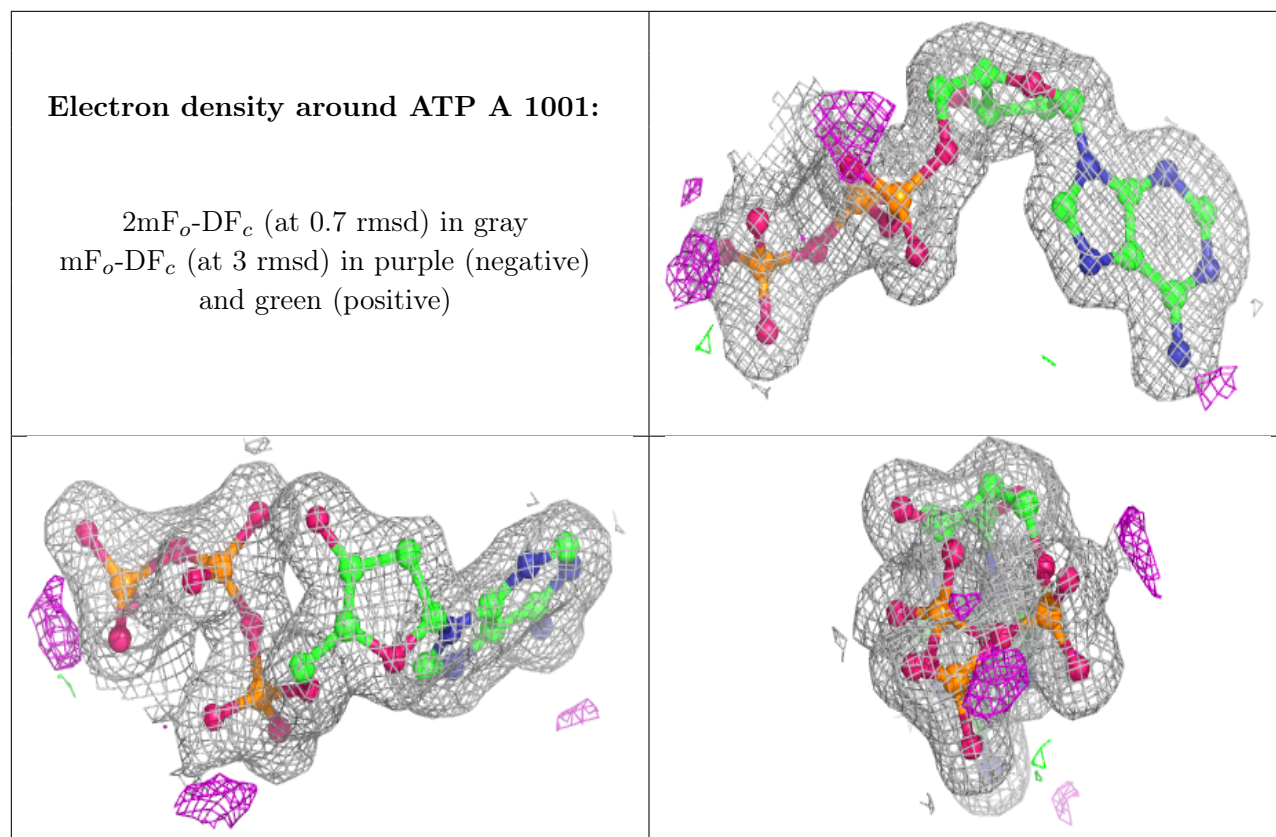 Electron density around ATP A 1001:
2mFo-DFc (at 0.7 rmsd) in gray
mFo-DFc (at 3 rmsd) in purple (negative)
and green (positive)